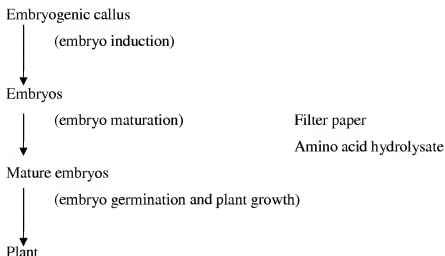 Embryogenic callus
(embryo induction)
Embryos
(embryo maturation) Filter paper
Amino acid hydrolysate
Mature embryos
(embryo germination and plant growth)
Plant